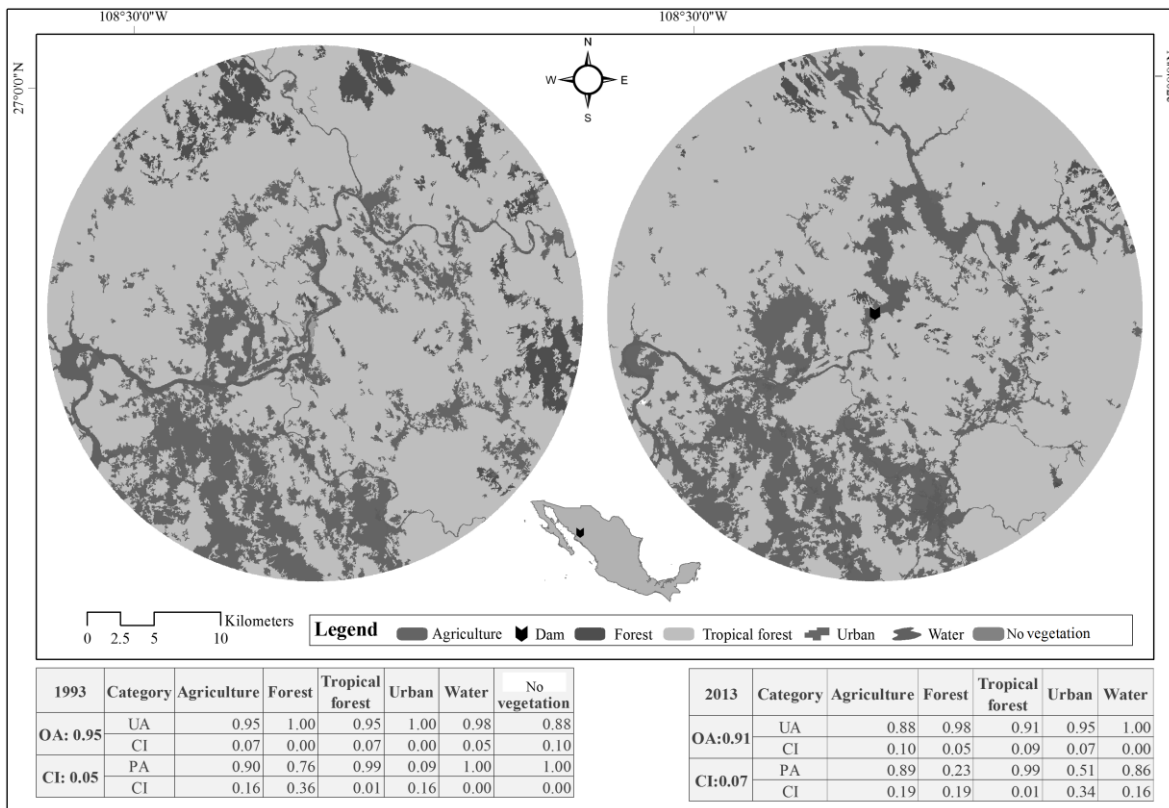 108°30'0"W
108°30'0"W
27°0'0"N
N
W E
S
0 2.5 5 10 Kilometers
Legend Agriculture Dam Forest Tropical forest Urban Water No vegetation
1993 Category Agriculture Forest Tropical forest Urban Water No vegetation
OA: 0.95 UA 0.95 1.00 0.95 1.00 0.98 0.88
CI 0.07 0.00 0.07 0.00 0.05 0.10
CI: 0.05 PA 0.90 0.76 0.99 0.09 1.00 1.00
CI 0.16 0.36 0.01 0.16 0.00 0.00
2013 Category Agriculture Forest Tropical forest Urban Water
OA:0.91 UA 0.88 0.98 0.91 0.95 1.00
CI 0.10 0.05 0.09 0.07 0.00
CI:0.07 PA 0.89 0.23 0.99 0.51 0.86
CI 0.19 0.19 0.01 0.34 0.16